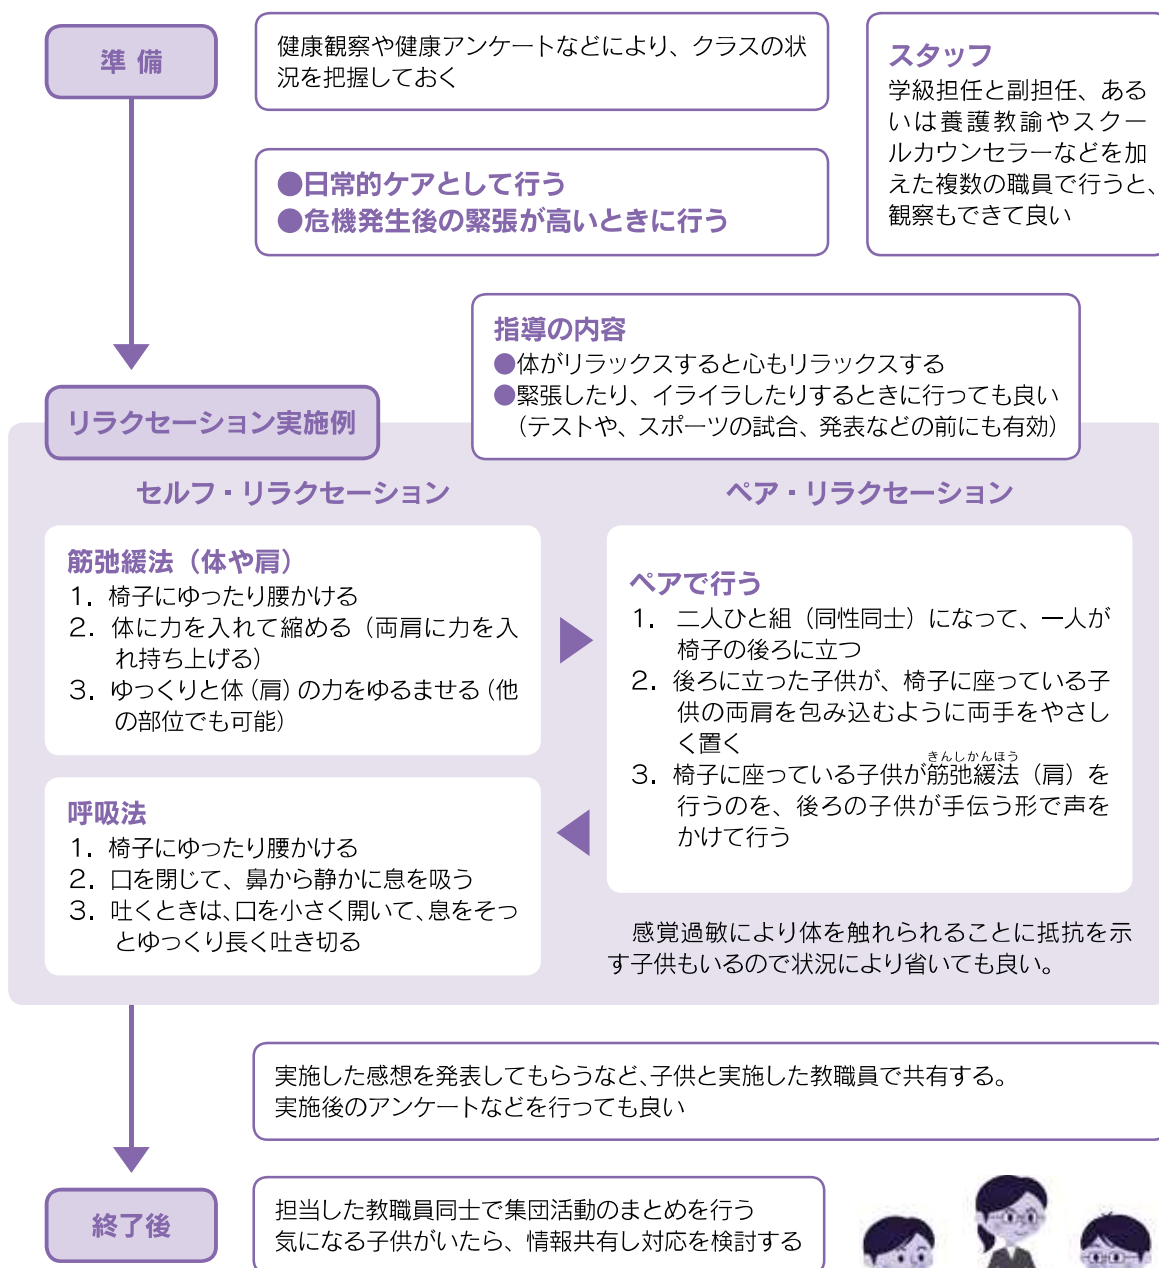 準 備
健康観察や健康アンケートなどにより、クラスの状
況を把握しておく
スタッフ
学級担任と副担任、ある
いは養護教諭やスクー
ルカウンセラーなどを加
えた複数の職員で行うと、
観察もできて良い
●日常的ケアとして行う
●危機発生後の緊張が高いときに行う
指導の内容
●体がリラックスすると心もリラックスする
●緊張したり、イライラしたりするときに行っても良い
（テストや、スポーツの試合、発表などの前にも有効）
リラクセーション実施例
セルフ・リラクセーション
筋弛緩法（体や肩）
1．椅子にゆったり腰かける
2．体に力を入れて縮める（両肩に力を入
れ持ち上げる）
3．ゆっくりと体（肩）の力をゆるませる（他
の部位でも可能）
呼吸法
1．椅子にゆったり腰かける
2．口を閉じて、鼻から静かに息を吸う
3．吐くときは、口を小さく開いて、息をそっ
とゆっくり長く吐き切る
ペア・リラクセーション
ペアで行う
1．二人ひと組（同性同士）になって、一人が
椅子の後ろに立つ
2．後ろに立った子供が、椅子に座っている子
供の両肩を包み込むように両手をやさし
く置く
きんしかんほう
3．椅子に座っている子供が筋弛緩法（肩）を
行うのを、後ろの子供が手伝う形で声を
かけて行う
感覚過敏により体を触れられることに抵抗を示
す子供もいるので状況により省いても良い。
実施した感想を発表してもらうなど、子供と実施した教職員で共有する。
実施後のアンケートなどを行っても良い
終了後
担当した教職員同士で集団活動のまとめを行う
気になる子供がいたら、情報共有し対応を検討する